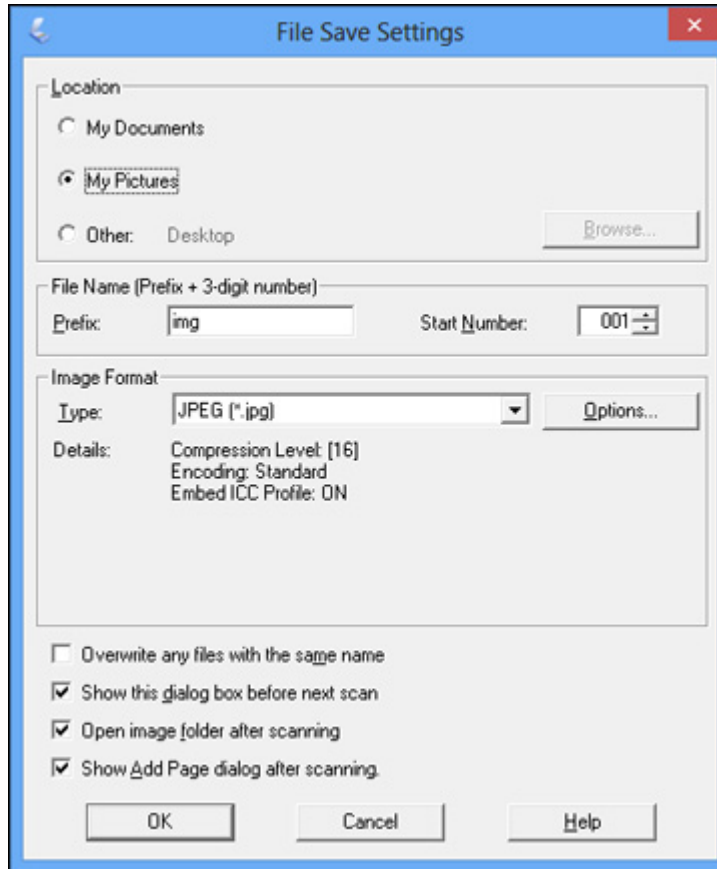 File Save Settings
Location
My Documents
My Pictures
Other: Desktop Browse...
File Name (Prefix + 3-digit number)
Prefix: img Start Number: 001
Image Format
Type: JPEG (*.jpg) Options...
Details: Compression Level: [16]
Encoding: Standard
Embed ICC Profile: ON
Overwrite any files with the same name
Show this dialog box before next scan
Open image folder after scanning
Show Add Page dialog after scanning.
OK Cancel Help